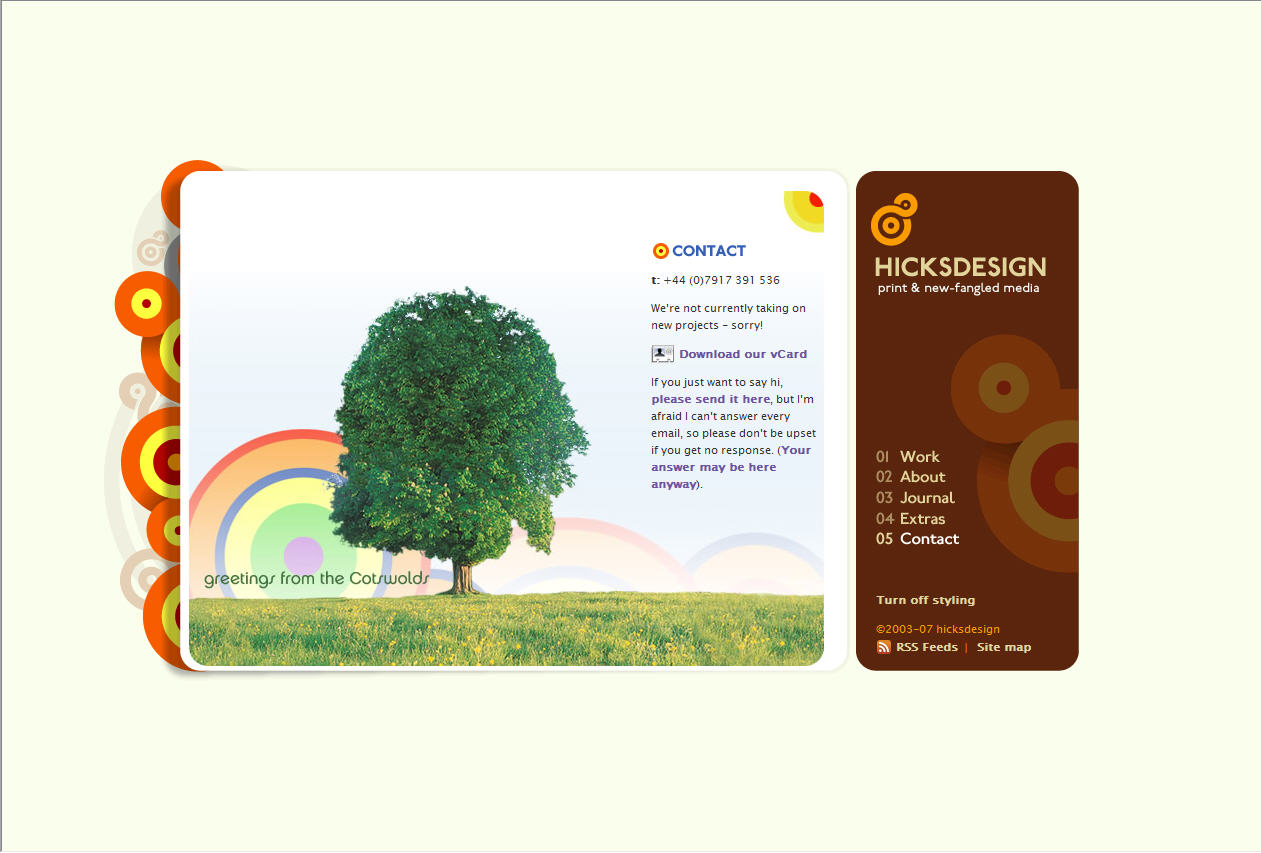 CONTACT
t: +44 (0)7917 391 536
We're not currently taking on
new projects – sorry!
Download our vCard
If you just want to say hi,
please send it here, but I'm
afraid I can't answer every
email, so please don't be upset
if you get no response. (Your
answer may be here
anyway).
greetings from the Cotswolds
HICKSDESIGN
print & new-fangled media
01 Work
02 About
03 Journal
04 Extras
05 Contact
Turn off styling
©2003–07 hicksdesign
RSS Feeds | Site map